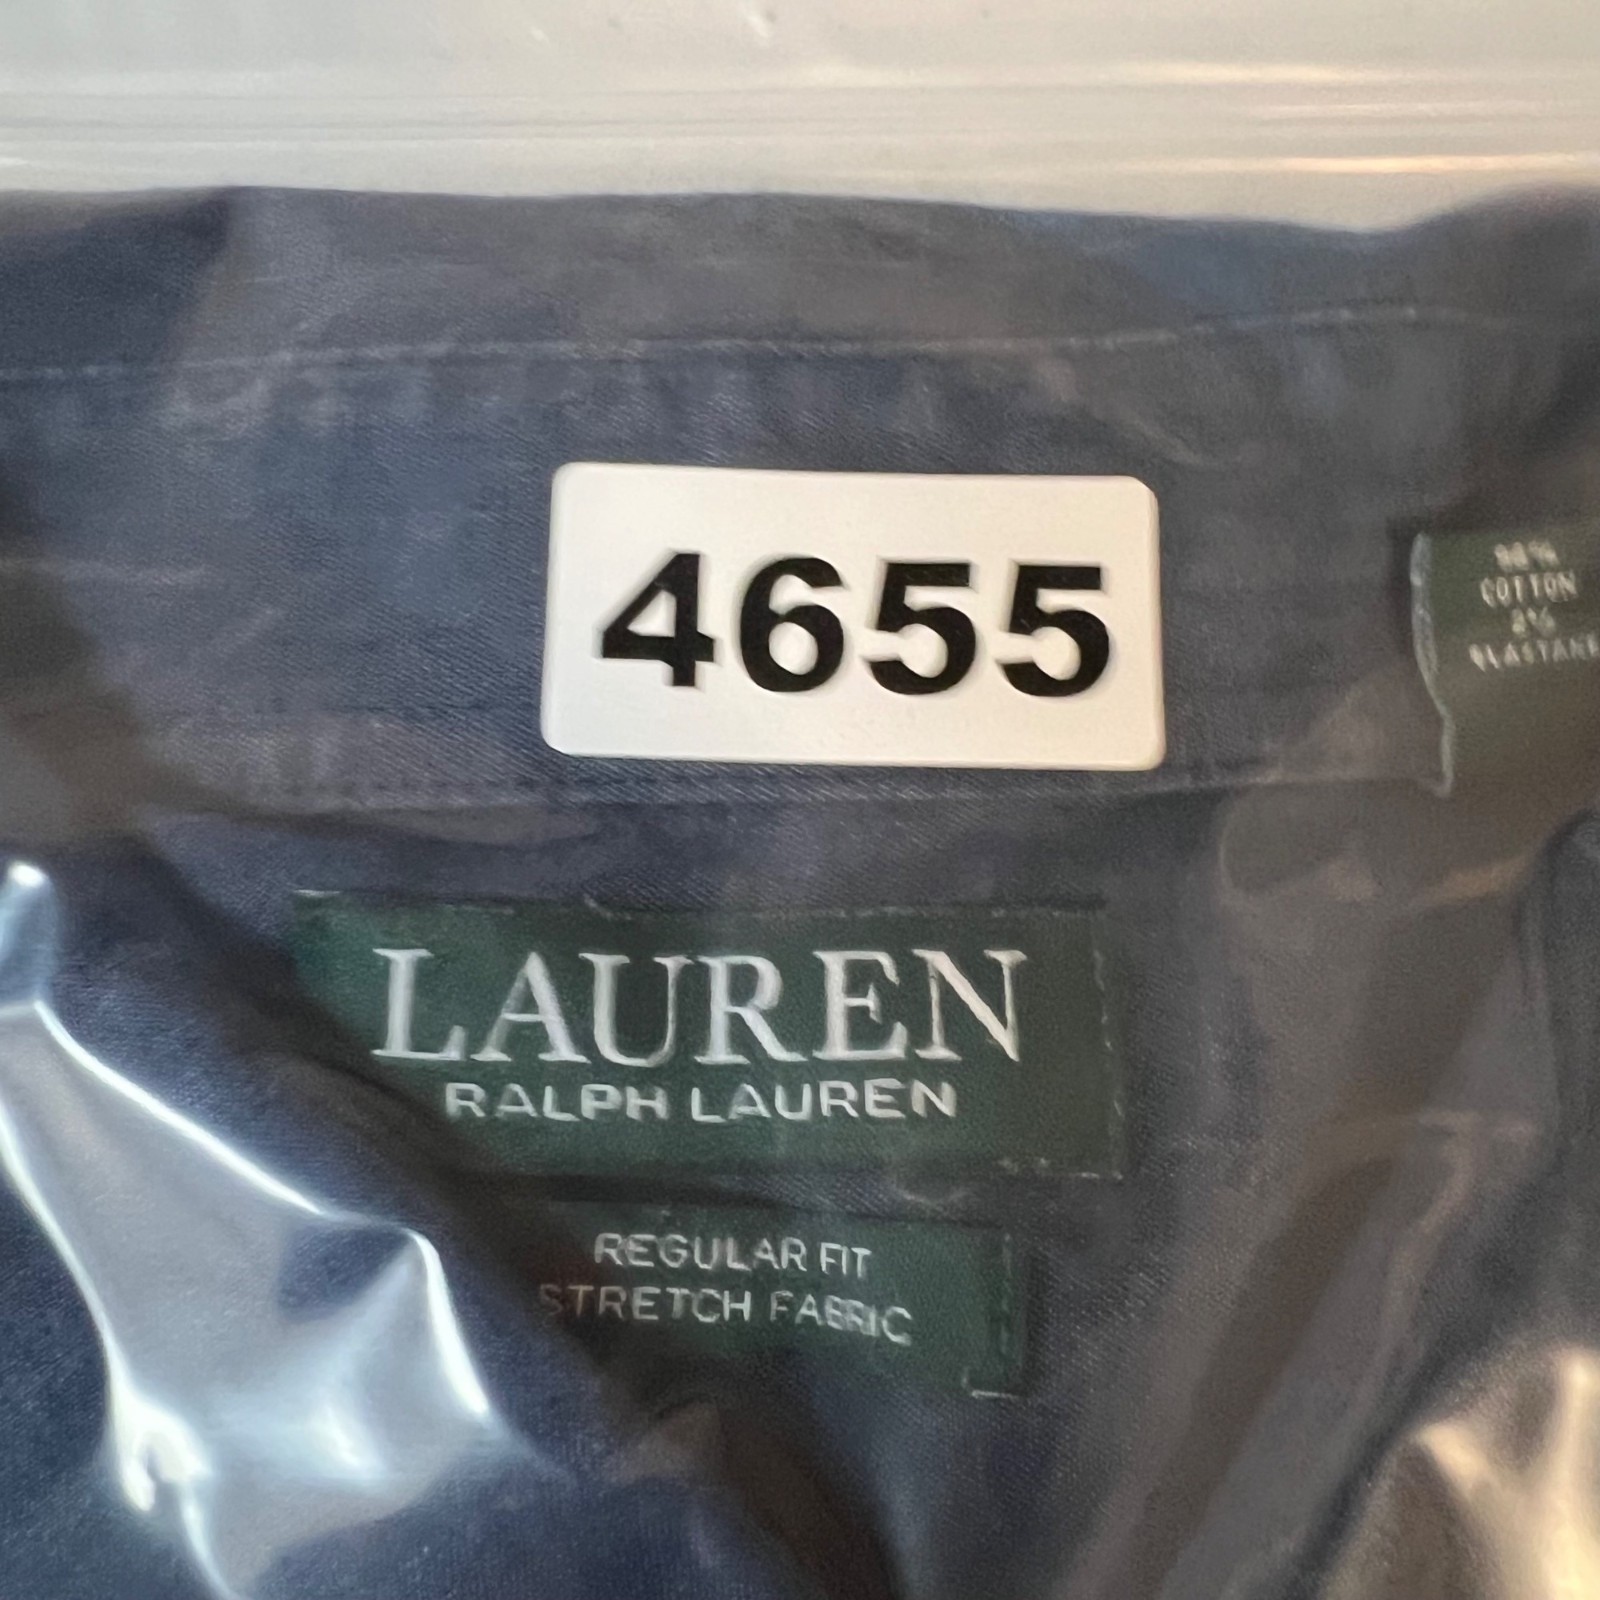 4655
98%
COTTON
2%
ELASTANE
LAUREN
RALPH LAUREN
REGULAR FIT
STRETCH FABRIC